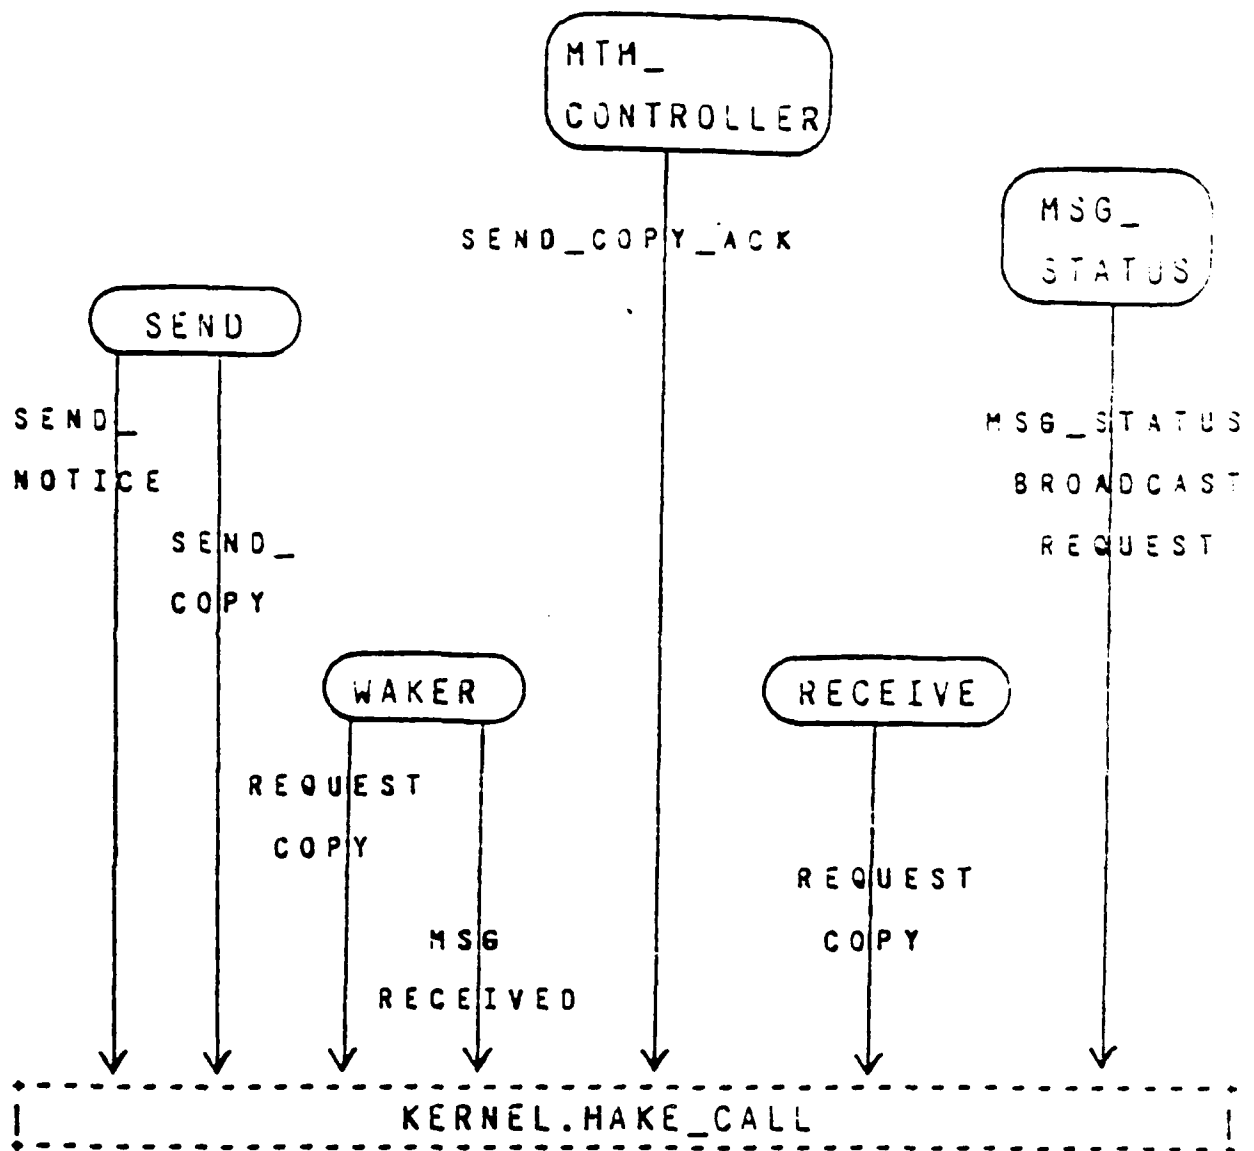 MTM_
CONTROLLER
SEND_COPY_ACK
MSG_
STATUS
SEND
SEND_
NOTICE
MSG_STATUS
BROADCAST
REQUEST
SEND_
COPY
WAKER
RECEIVE
REQUEST
COPY
REQUEST
COPY
MSG
RECEIVED
KERNEL.HAKE_CALL